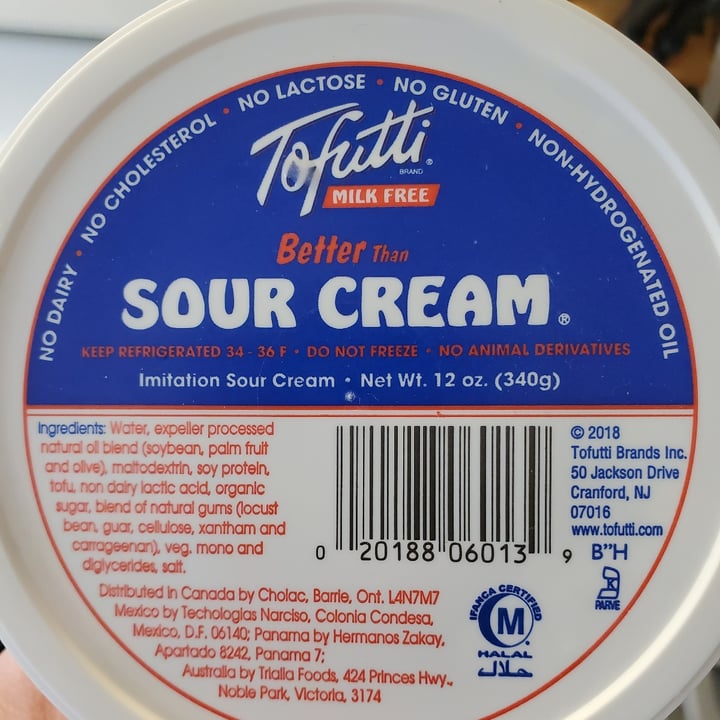 NO DAIRY • NO CHOLESTEROL • NO LACTOSE • NO GLUTEN • NON-HYDROGENATED OIL
Tofutti®
BRAND
MILK FREE
Better Than
SOUR CREAM®
KEEP REFRIGERATED 34 - 36 F • DO NOT FREEZE • NO ANIMAL DERIVATIVES
Imitation Sour Cream • Net Wt. 12 oz. (340g)
Ingredients: Water, expeller processed
natural oil blend (soybean, palm fruit
and olive), maltodextrin, soy protein,
tofu, non dairy lactic acid, organic
sugar, blend of natural gums (locust
bean, guar, cellulose, xantham and
carrageenan), veg. mono and
diglycerides, salt.
0 20188 06013 9
© 2018
Tofutti Brands Inc.
50 Jackson Drive
Cranford, NJ
07016
www.tofutti.com
B"H
K
PARVE
Distributed in Canada by Cholac, Barrie, Ont. L4N7M7
Mexico by Techologias Narciso, Colonia Condesa,
Mexico, D.F. 06140; Panama by Hermanos Zakay,
Apartado 8242, Panama 7;
Australia by Trialia Foods, 424 Princes Hwy.,
Noble Park, Victoria, 3174
IFANCA CERTIFIED
M
HALAL
حلال